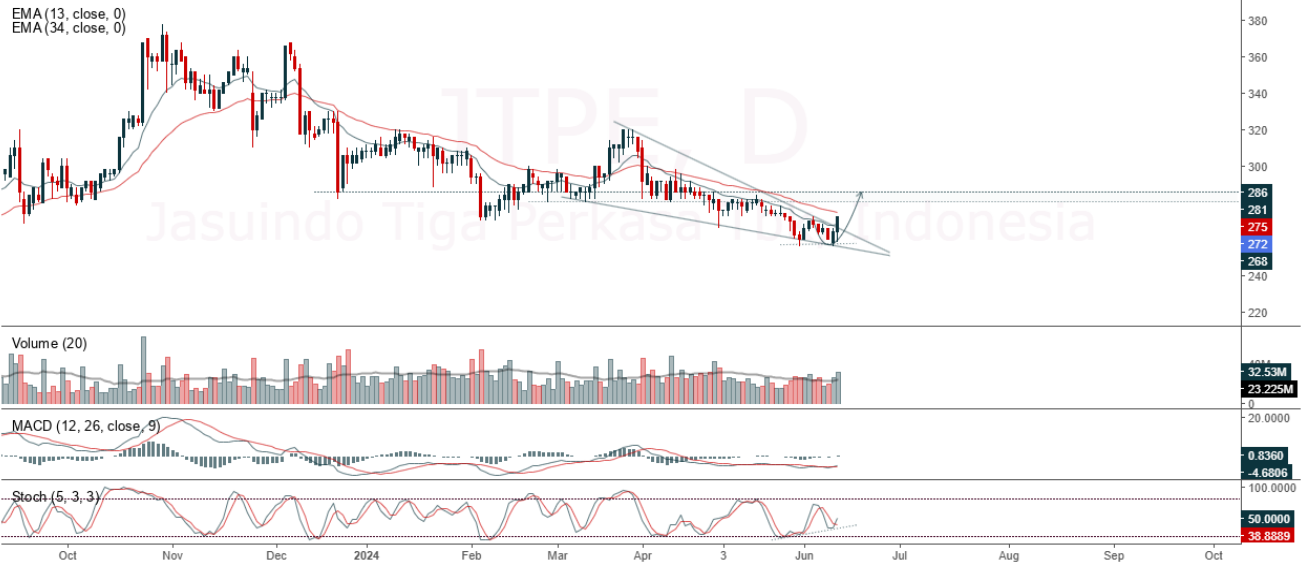 EMA (13, close, 0)
EMA (34, close, 0)
JTPE, D
Jasuindo Tiga Perkasa Indonesia
380
360
340
320
300
286
281
275
272
268
240
220
Volume (20)
40M
32.53M
23.225M
0
MACD (12, 26, close, 9)
20.0000
0.8360
-4.6806
Stoch (5, 3, 3)
100.0000
50.0000
38.8889
Oct Nov Dec 2024 Feb Mar Apr 3 Jun Jul Aug Sep Oct